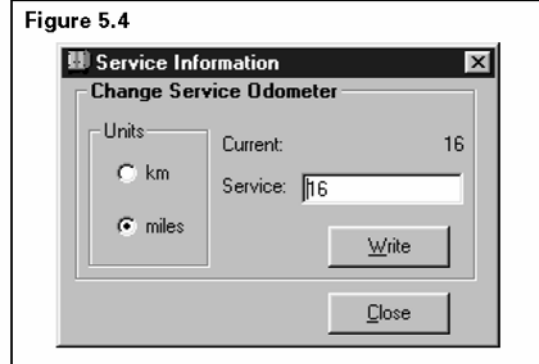 Figure 5.4
Service Information
Change Service Odometer
Units
km
miles
Current: 16
Service: 16
Write
Close